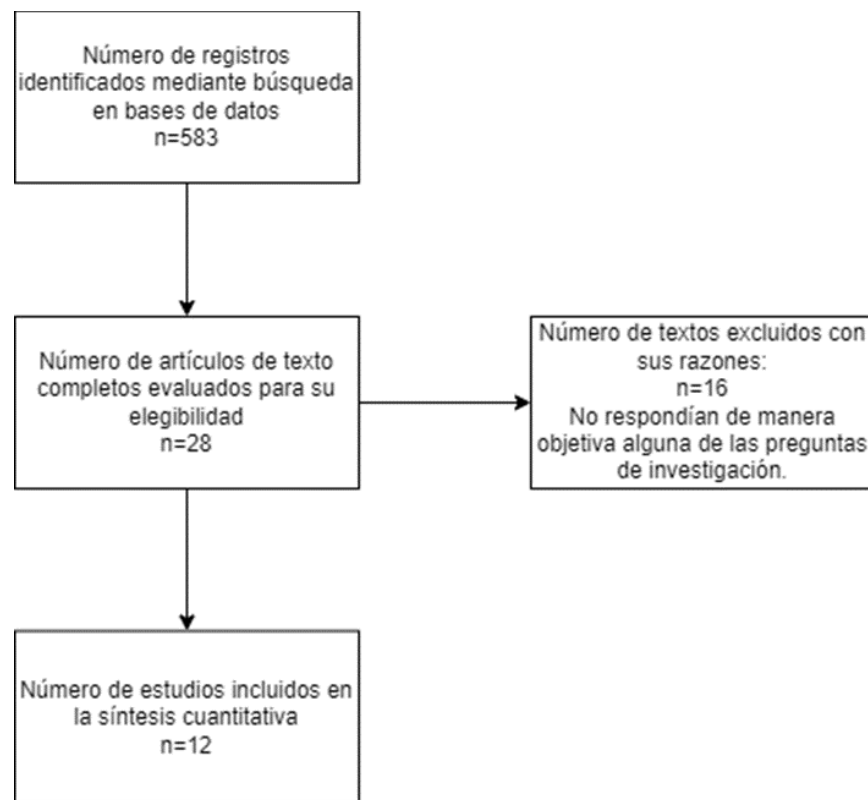 Número de registros
identificados mediante búsqueda
en bases de datos
n=583
Número de artículos de texto
completos evaluados para su
elegibilidad
n=28
Número de textos excluidos con
sus razones:
n=16
No respondían de manera
objetiva alguna de las preguntas
de investigación.
Número de estudios incluidos en
la síntesis cuantitativa
n=12